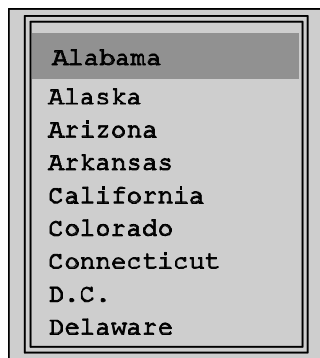 Alabama
Alaska
Arizona
Arkansas
California
Colorado
Connecticut
D.C.
Delaware